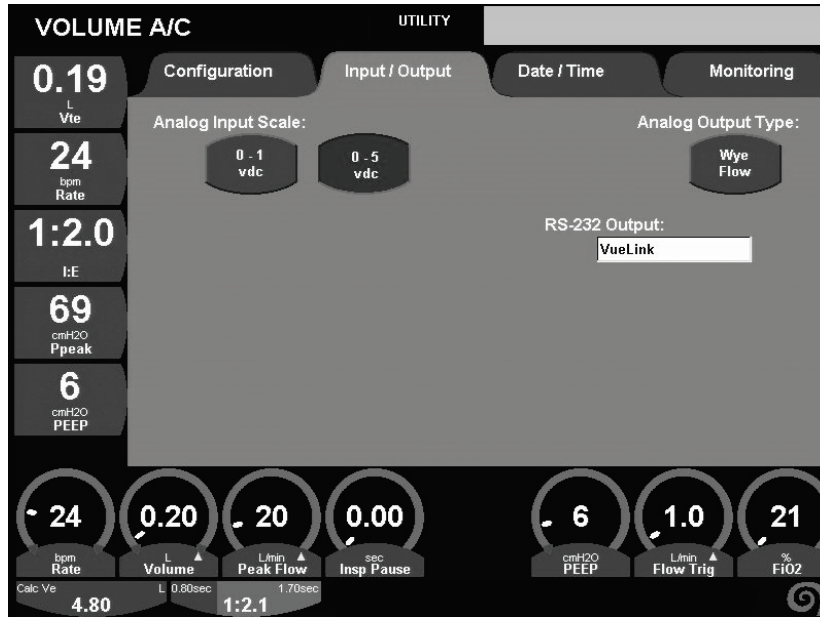 VOLUME A/C
UTILITY
Configuration
Input / Output
Date / Time
Monitoring
0.19
L
Vte
24
bpm
Rate
1:2.0
I:E
69
cmH2O
Ppeak
6
cmH2O
PEEP
Analog Input Scale:
0 - 1
vdc
0 - 5
vdc
Analog Output Type:
Wye
Flow
RS-232 Output:
VueLink
24
bpm
Rate
0.20
L
Volume
20
L/min
Peak Flow
0.00
sec
Insp Pause
6
cmH2O
PEEP
1.0
L/min
Flow Trig
21
%
FiO2
Calc Ve
L
4.80
0.80sec
1.70sec
1:2.1